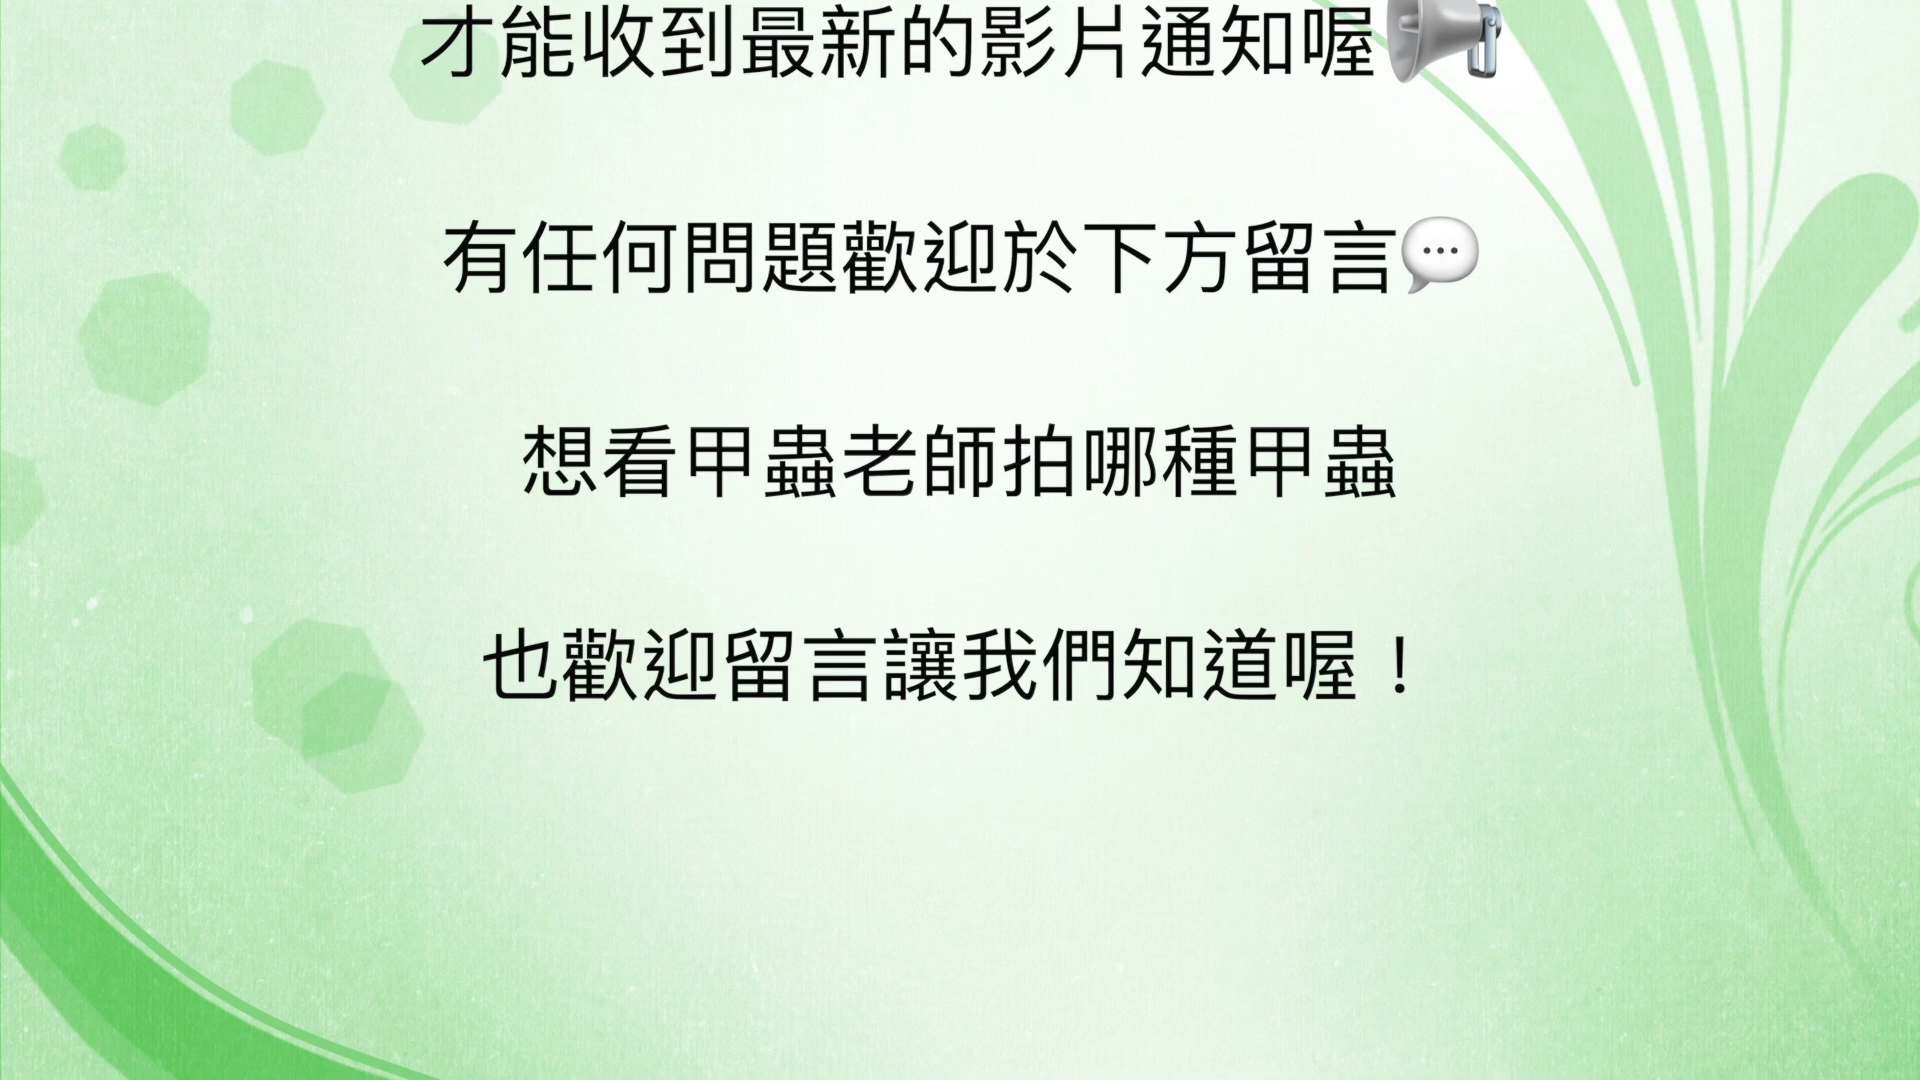 才能收到最新的影片通知喔📢
有任何問題歡迎於下方留言💬
想看甲蟲老師拍哪種甲蟲
也歡迎留言讓我們知道喔！